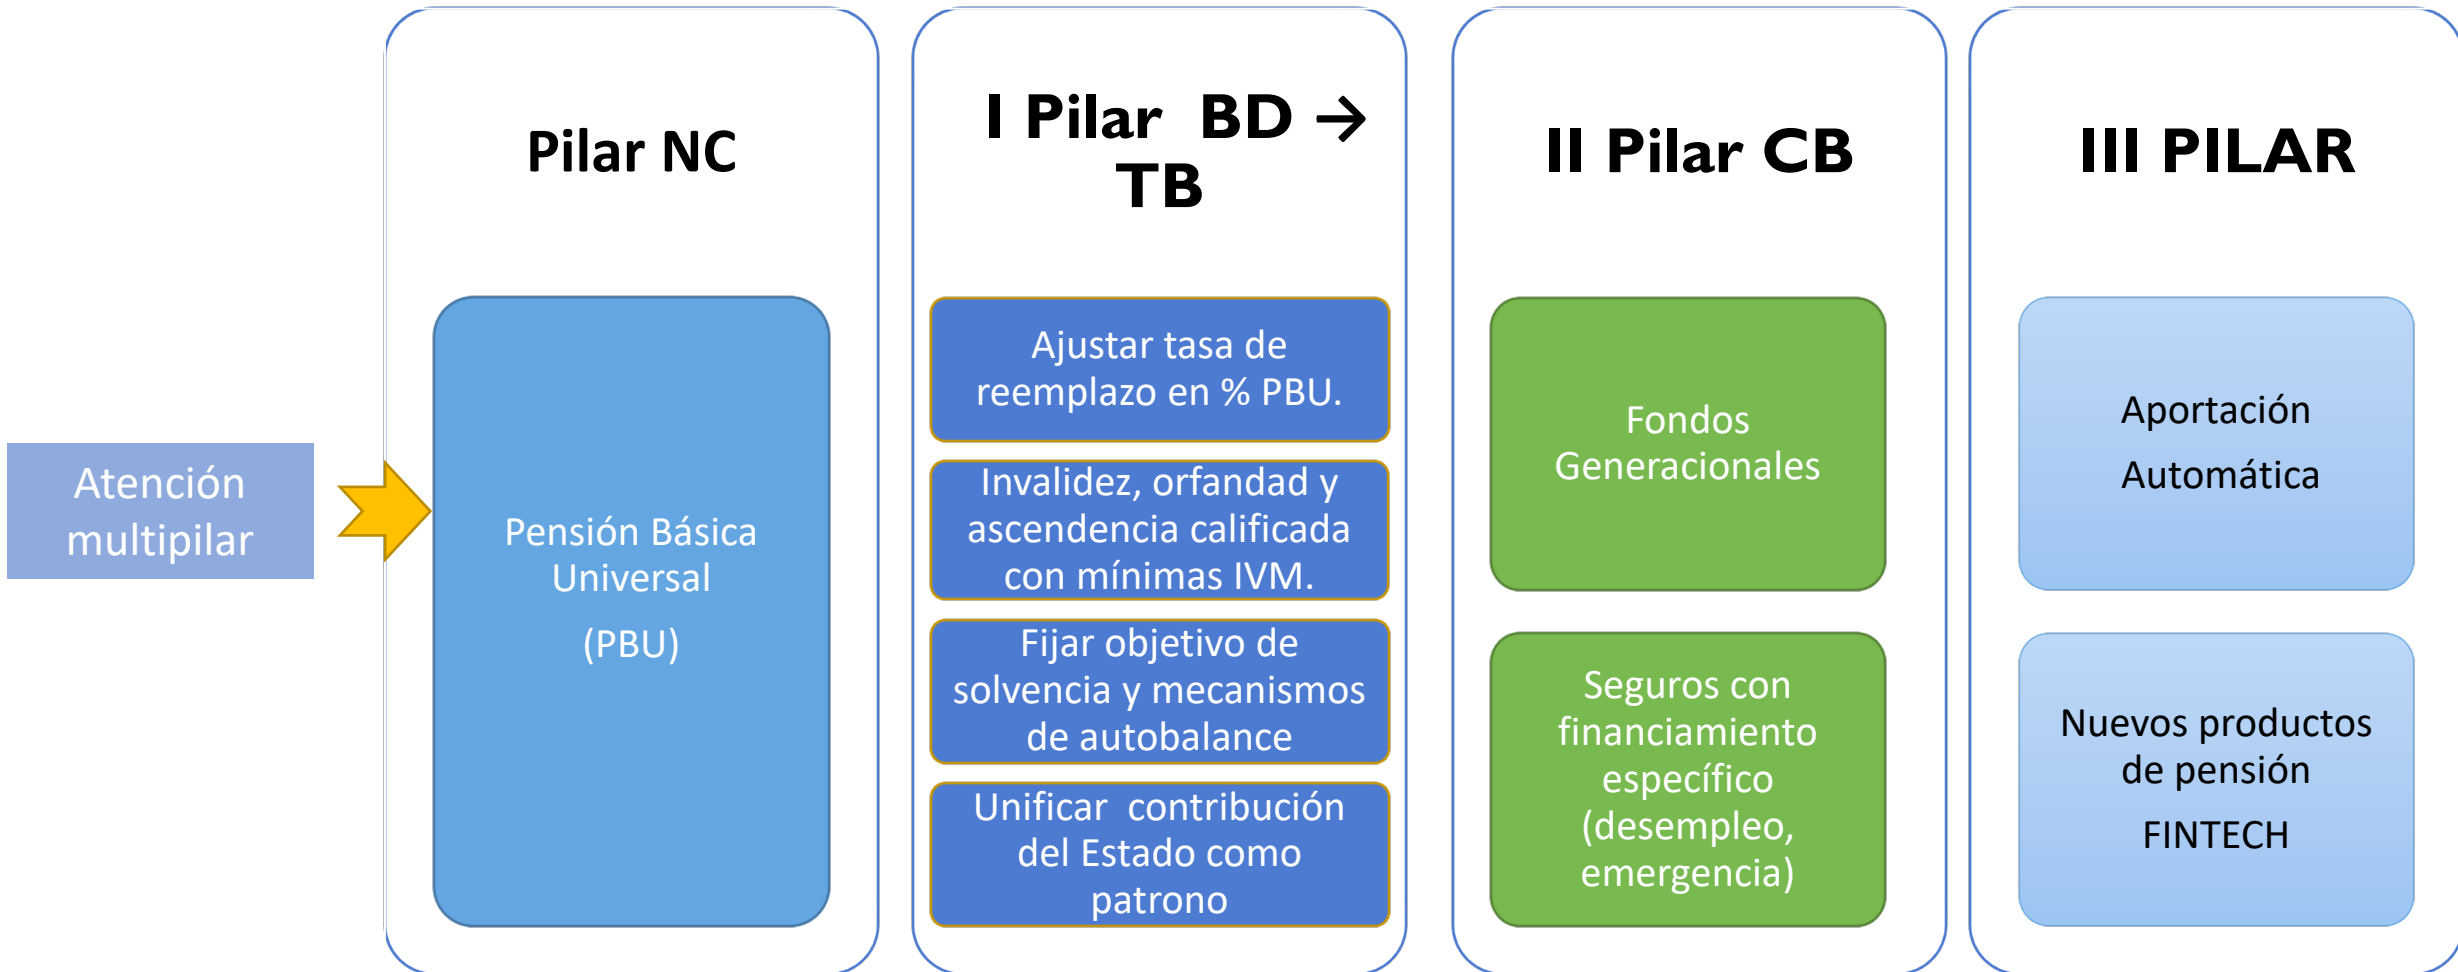 Atención
multipilar
Pilar NC
Pensión Básica
Universal
(PBU)
I Pilar  BD →
TB
Ajustar tasa de
reemplazo en % PBU.
Invalidez, orfandad y
ascendencia calificada
con mínimas IVM.
Fijar objetivo de
solvencia y mecanismos
de autobalance
Unificar  contribución
del Estado como
patrono
II Pilar CB
Fondos
Generacionales
Seguros con
financiamiento
específico
(desempleo,
emergencia)
III PILAR
Aportación
Automática
Nuevos productos
de pensión
FINTECH